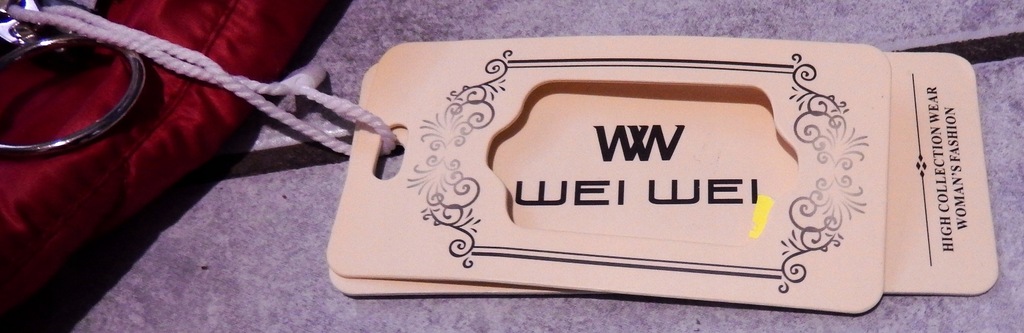 WW
WEI WEI
HIGH COLLECTION WEAR
WOMAN'S FASHION